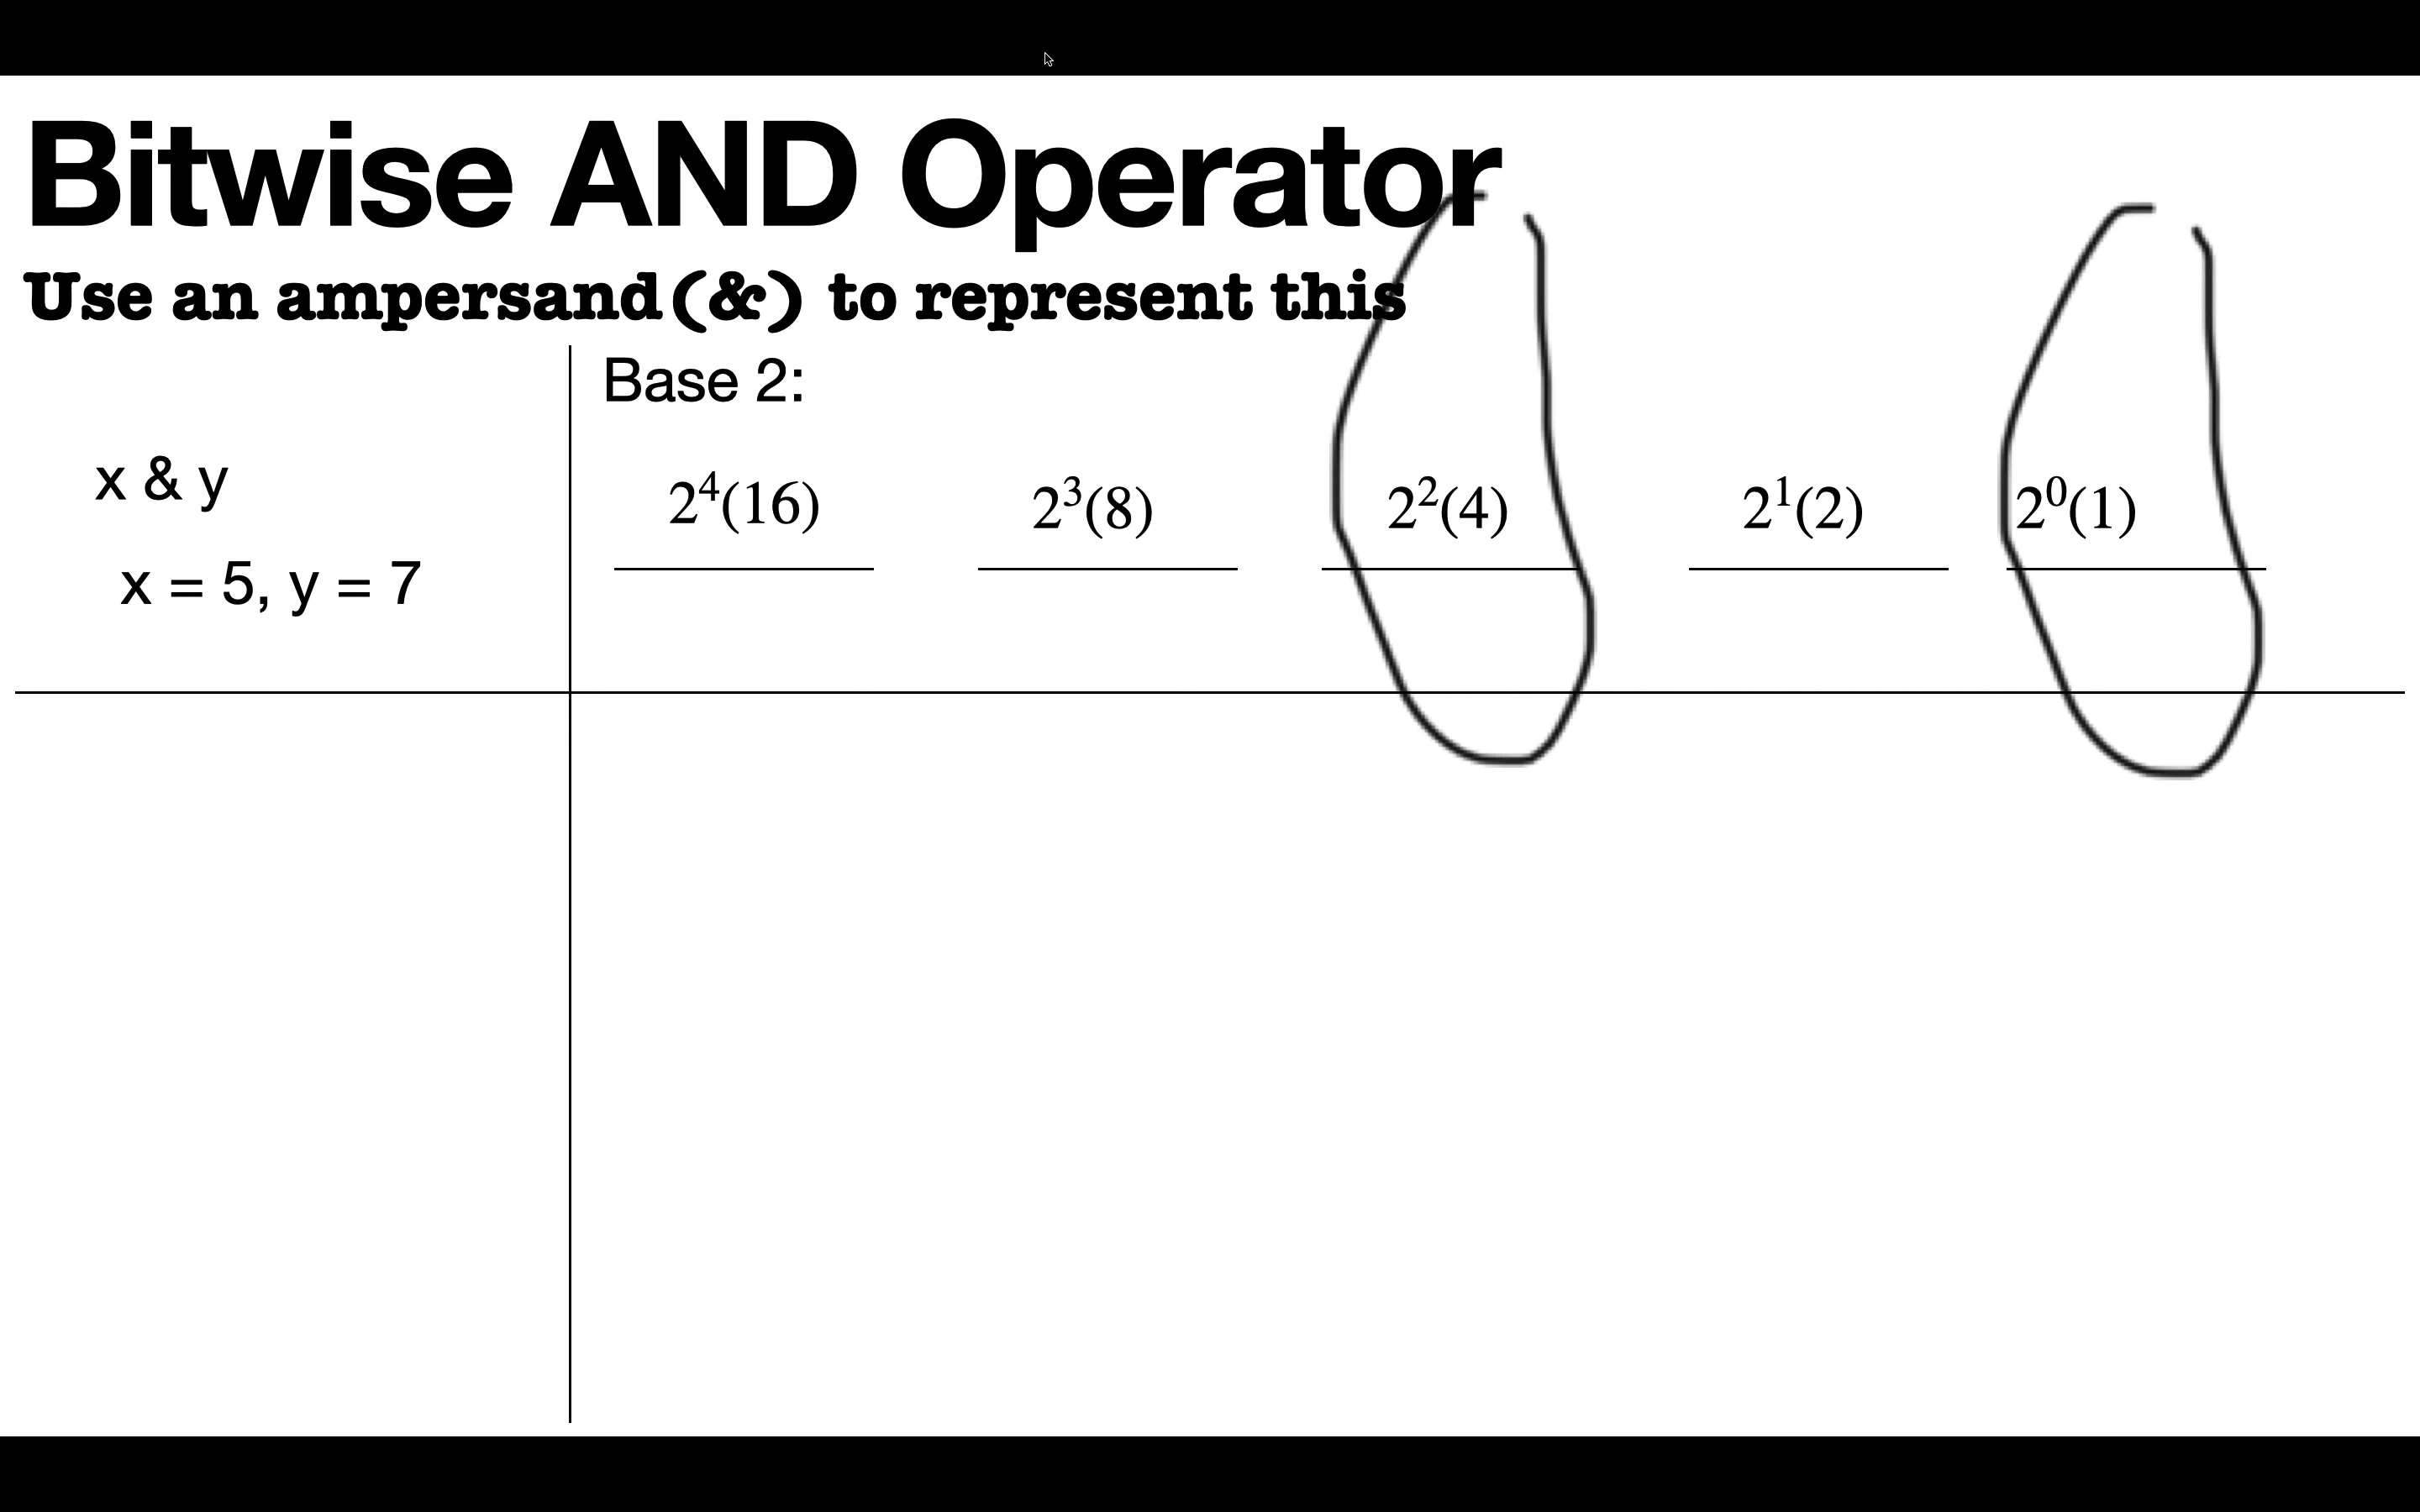 Bitwise AND Operator
Use an ampersand(&) to represent this
Base 2:
x & y
x = 5, y = 7
2⁴(16) 2³(8) 2²(4) 2¹(2) 2⁰(1)